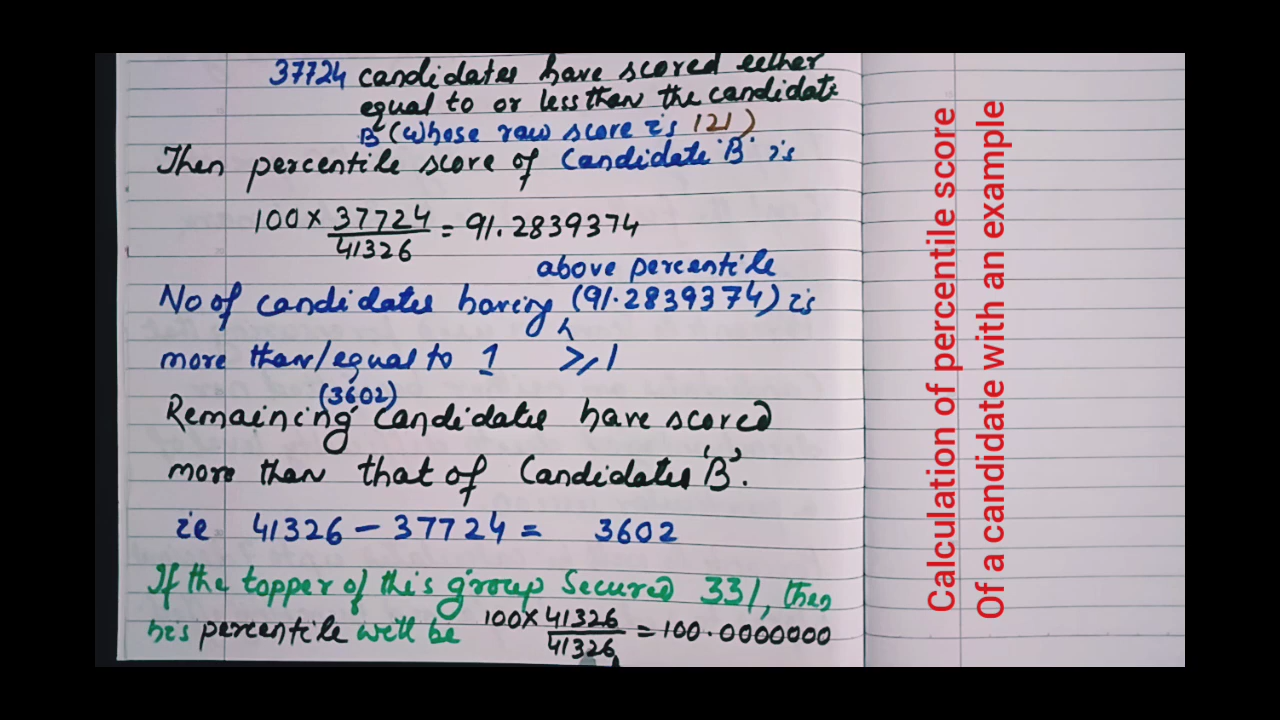 37724 candidates have scored either
equal to or less than the candidate
B (whose raw score is 121)
Then percentile score of Candidate 'B' is
100 × 37724/41326 = 91.2839374
above percentile
No of candidates having (91.2839374) is
more than/equal to 1 ≥ 1
(3602)
Remaining candidates have scored
more than that of Candidates 'B'.
ie 41326 - 37724 = 3602
If the topper of this group Secured 331, then
his percentile will be 100 × 41326/41326 = 100.0000000
Calculation of percentile score
Of a candidate with an example